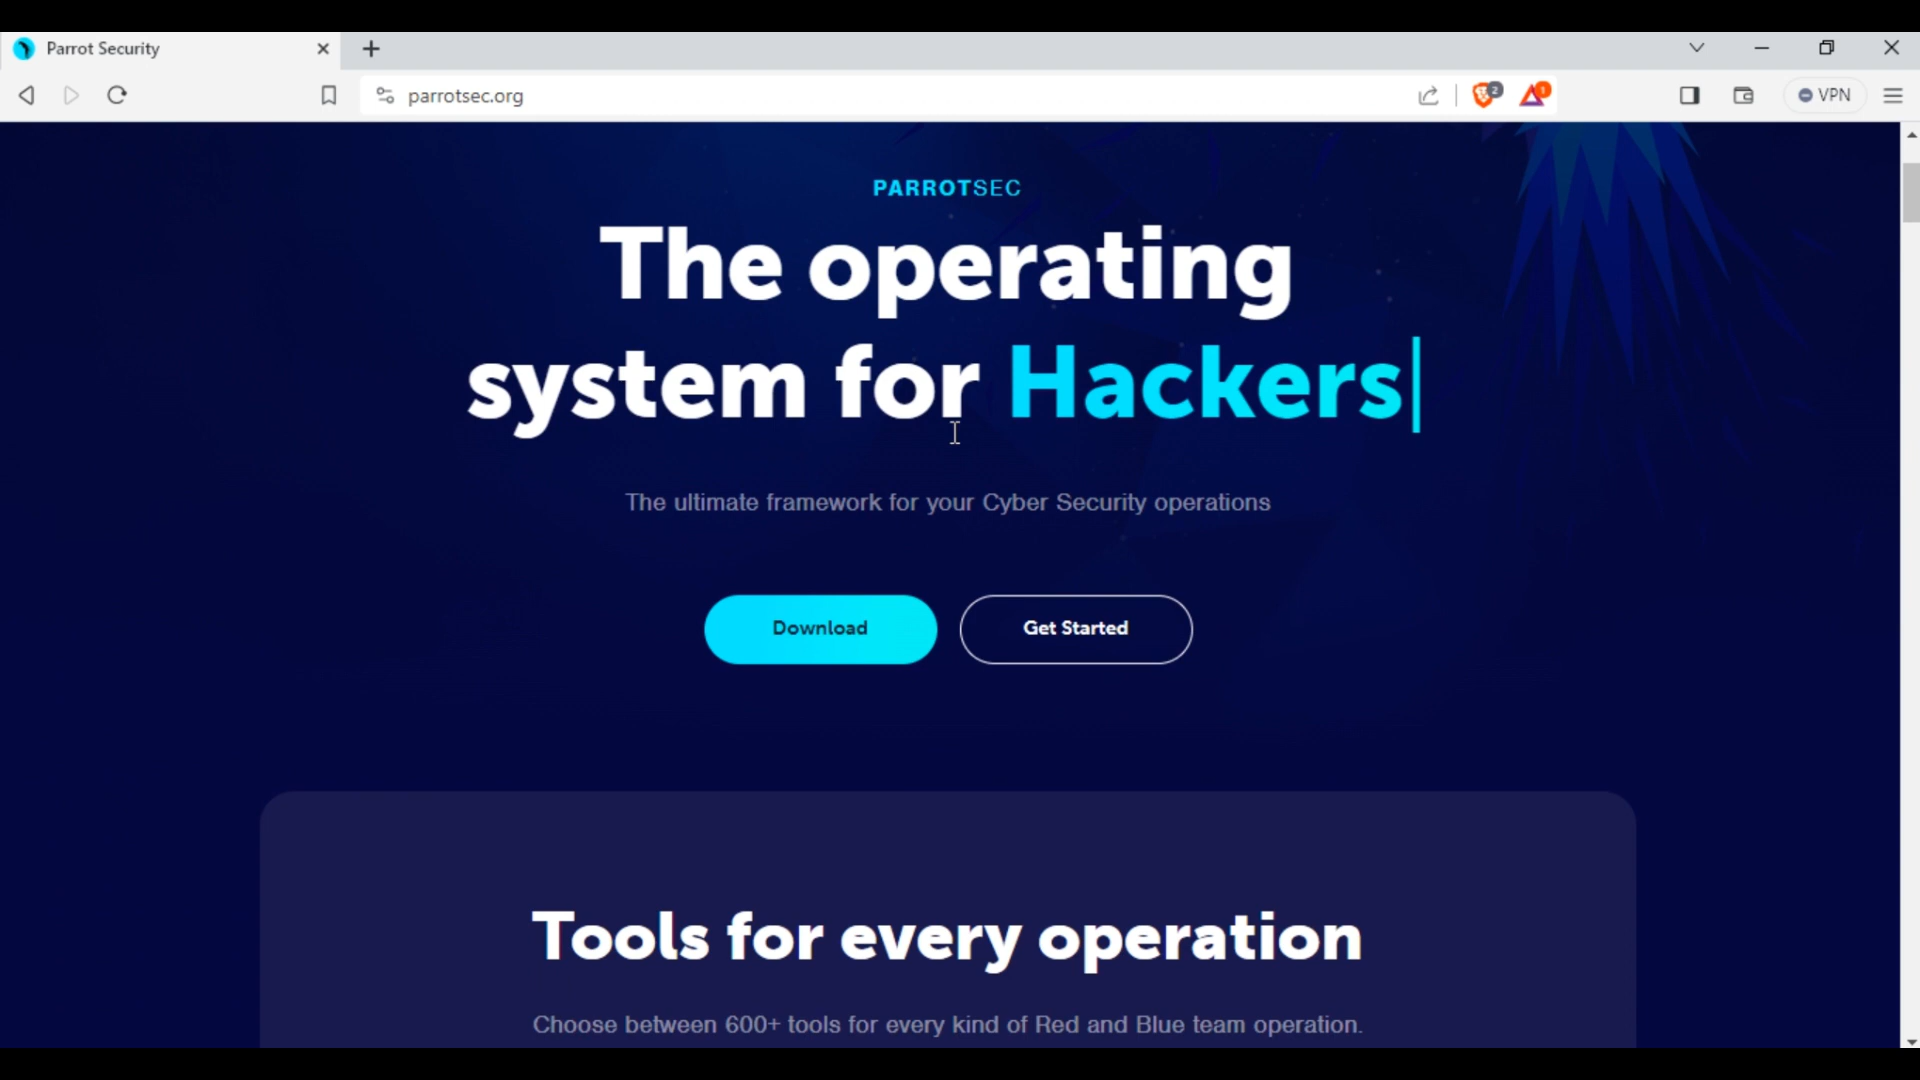 Parrot Security
parrotsec.org
2
1
VPN
PARROTSEC
The operating
system for Hackers
The ultimate framework for your Cyber Security operations
Download
Get Started
Tools for every operation
Choose between 600+ tools for every kind of Red and Blue team operation.